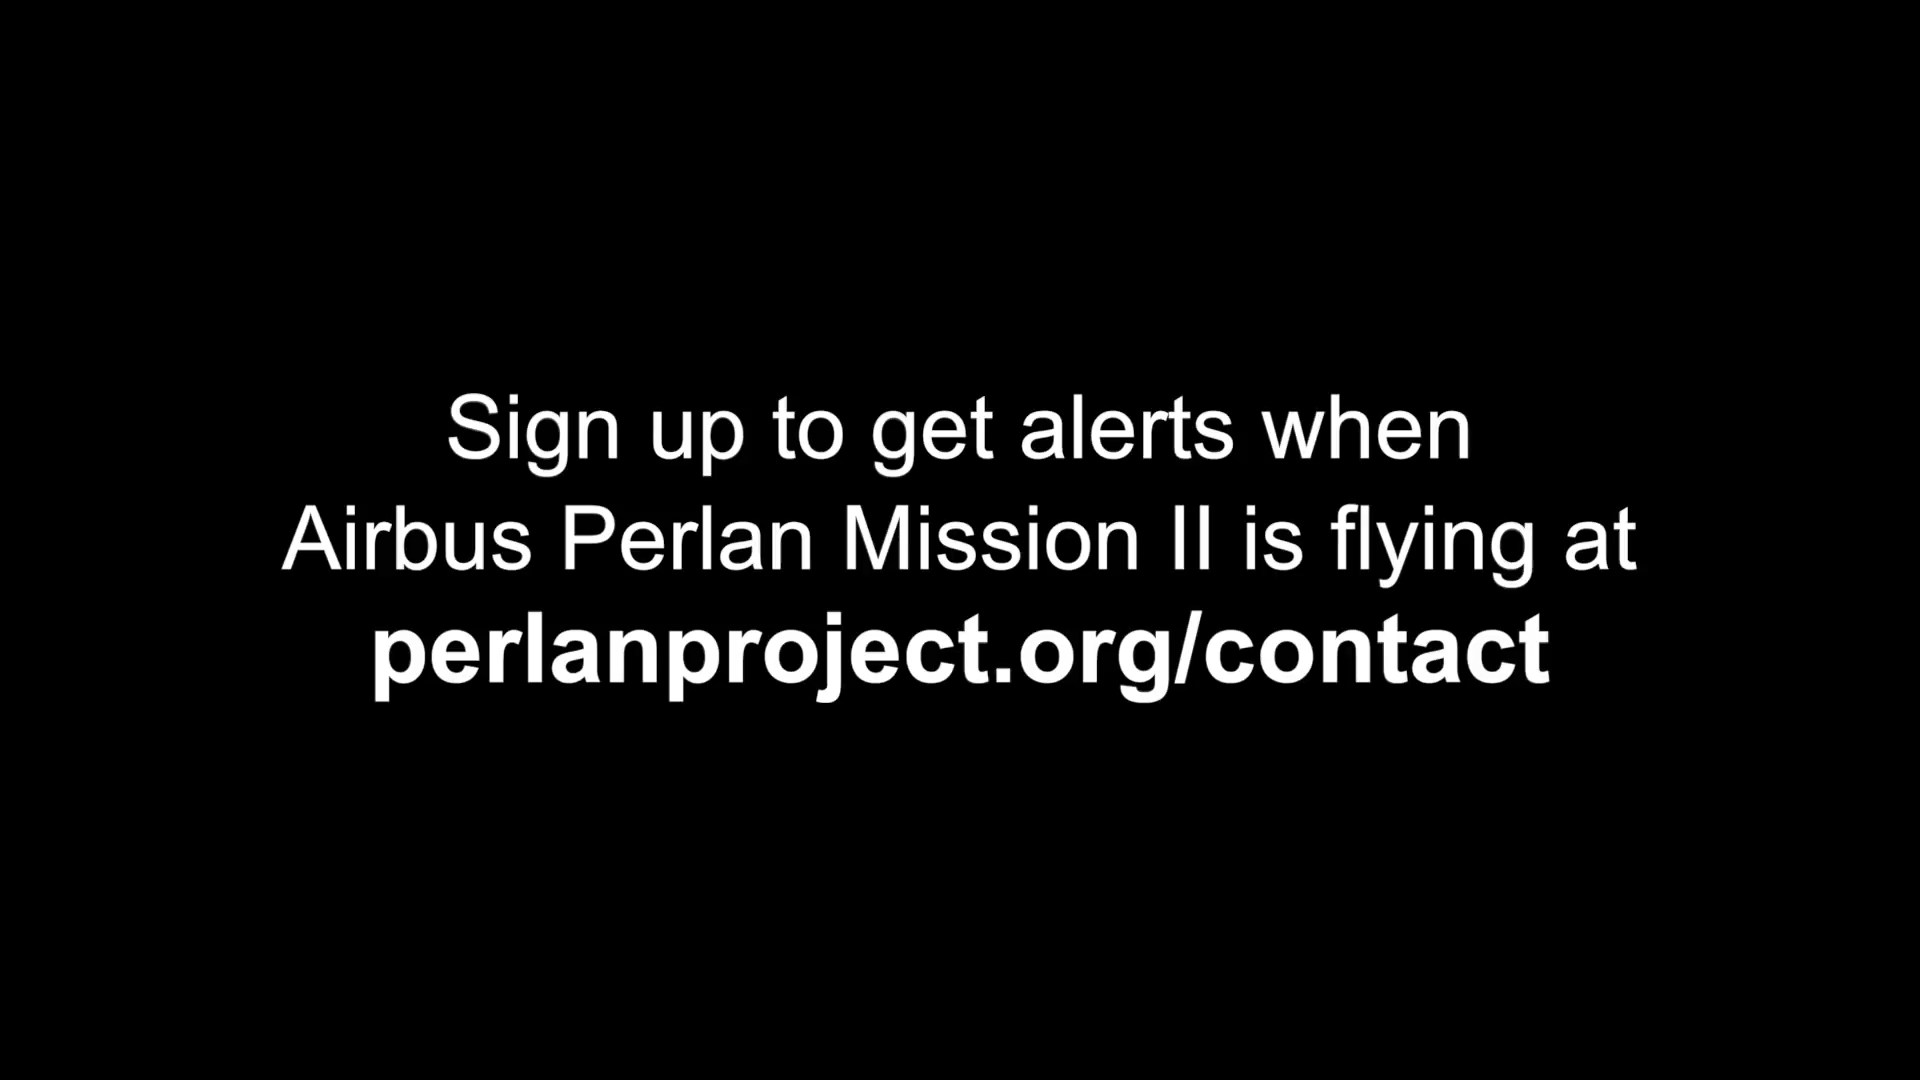 Sign up to get alerts when
Airbus Perlan Mission II is flying at
perlanproject.org/contact